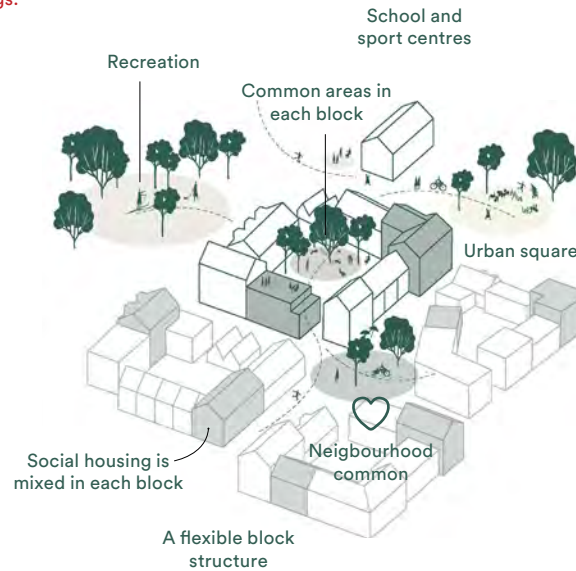 gs.
School and
sport centres
Recreation
Common areas in
each block
Urban square
Neigbourhood
common
Social housing is
mixed in each block
A flexible block
structure